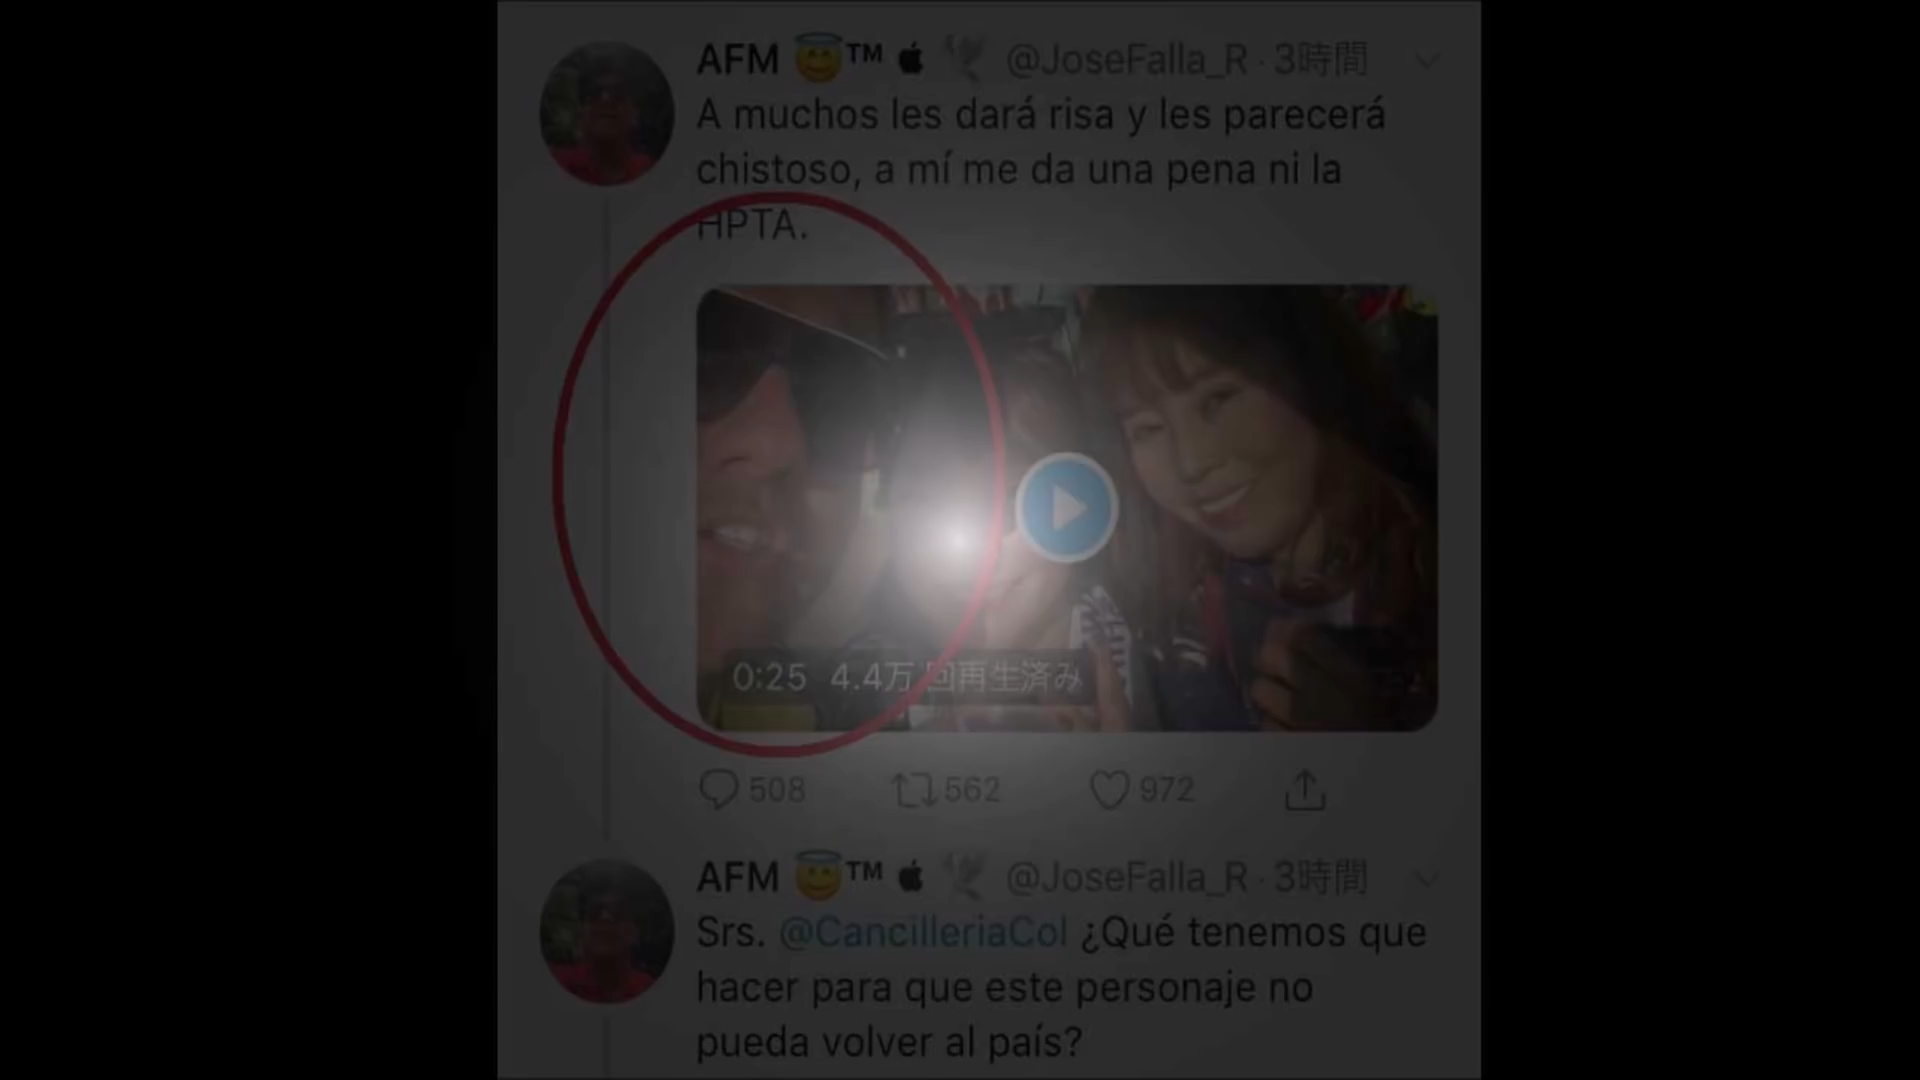 AFM 😇™  🕊 @JoseFalla_R · 3時間
A muchos les dará risa y les parecerá
chistoso, a mí me da una pena ni la
HPTA.
0:25 4.4万 回再生済み
508 562 972
AFM 😇™  🕊 @JoseFalla_R · 3時間
Srs. @CancilleriaCol ¿Qué tenemos que
hacer para que este personaje no
pueda volver al país?